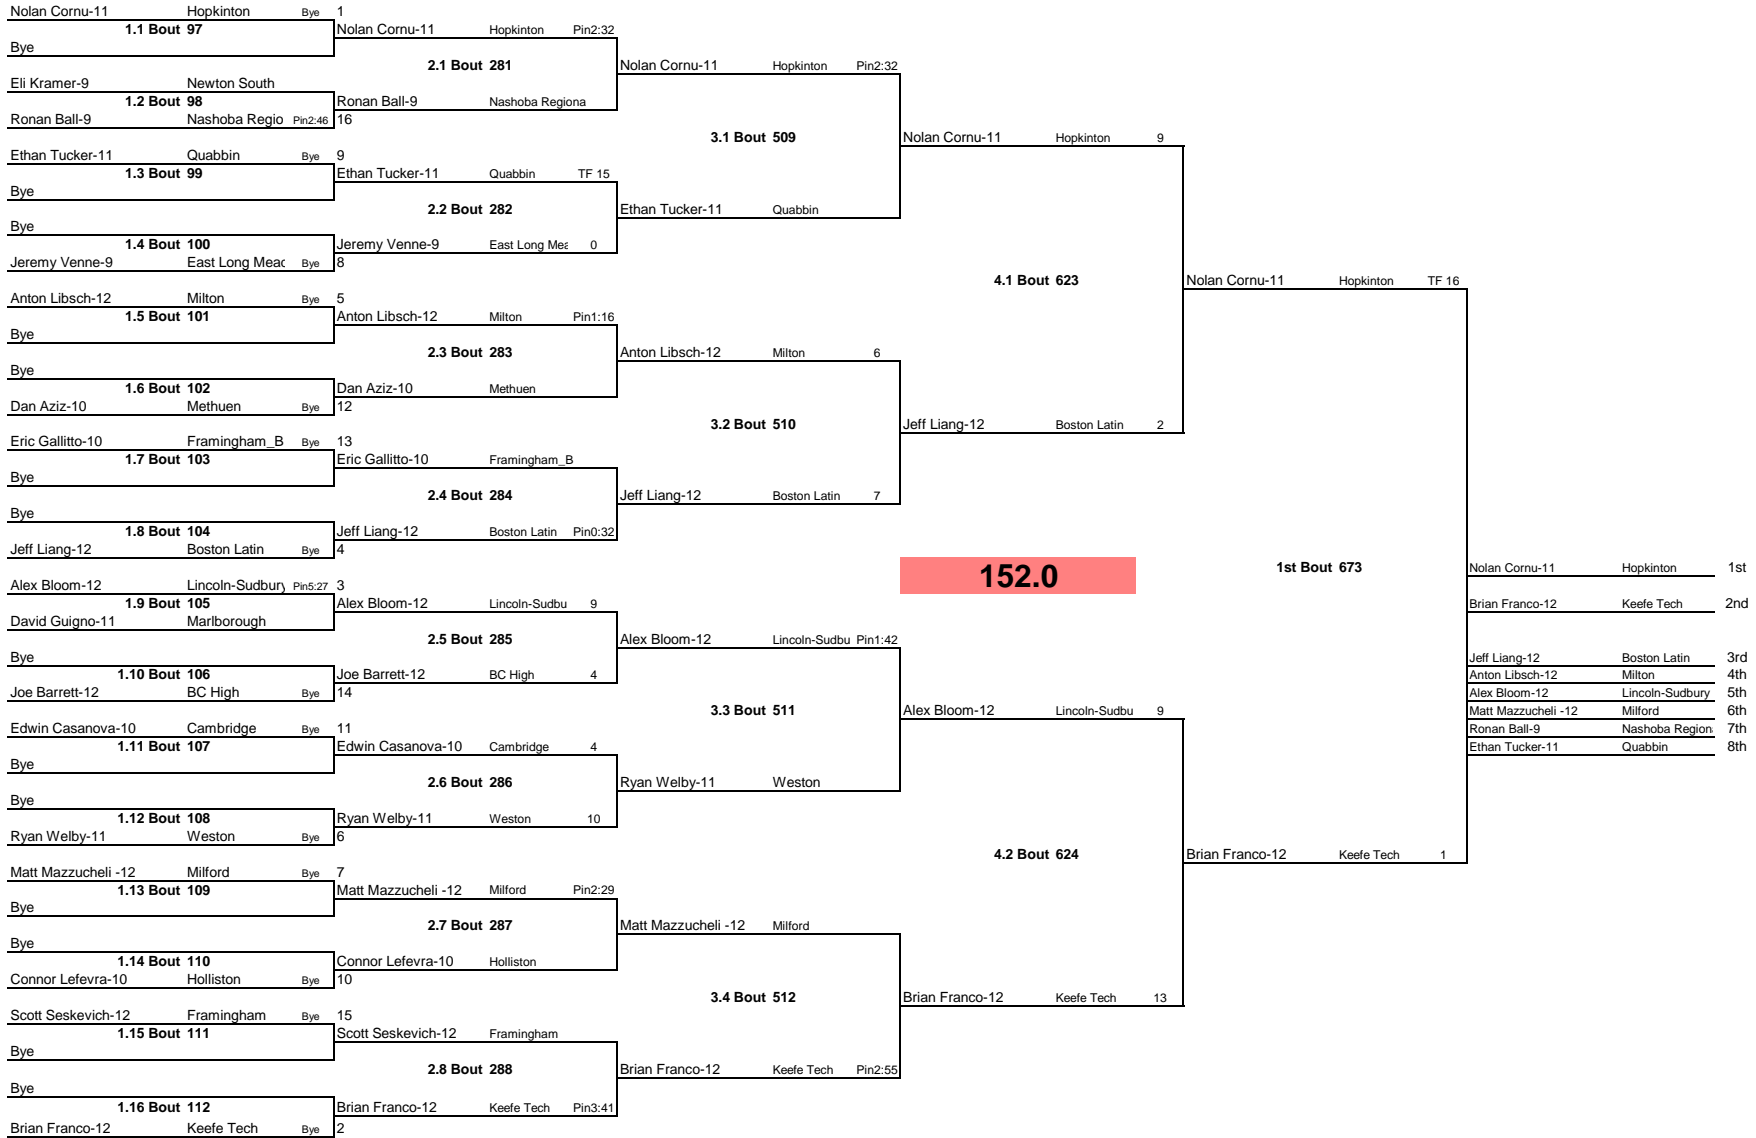 Nolan Cornu-11 Hopkinton Bye 1
1.1 Bout 97
Bye
Eli Kramer-9 Newton South
1.2 Bout 98
Ronan Ball-9 Nashoba Regio Pin2:46 16
Ethan Tucker-11 Quabbin Bye 9
1.3 Bout 99
Bye
Bye
1.4 Bout 100
Jeremy Venne-9 East Long Meac Bye 8
Anton Libsch-12 Milton Bye 5
1.5 Bout 101
Bye
Bye
1.6 Bout 102
Dan Aziz-10 Methuen Bye 12
Eric Gallitto-10 Framingham_B Bye 13
1.7 Bout 103
Bye
Bye
1.8 Bout 104
Jeff Liang-12 Boston Latin Bye 4
Alex Bloom-12 Lincoln-Sudbury Pin5:27 3
1.9 Bout 105
David Guigno-11 Marlborough
Bye
1.10 Bout 106
Joe Barrett-12 BC High Bye 14
Edwin Casanova-10 Cambridge Bye 11
1.11 Bout 107
Bye
Bye
1.12 Bout 108
Ryan Welby-11 Weston Bye 6
Matt Mazzucheli -12 Milford Bye 7
1.13 Bout 109
Bye
Bye
1.14 Bout 110
Connor Lefevra-10 Holliston Bye 10
Scott Seskevich-12 Framingham Bye 15
1.15 Bout 111
Bye
Bye
1.16 Bout 112
Brian Franco-12 Keefe Tech Bye 2
Nolan Cornu-11 Hopkinton Pin2:32
2.1 Bout 281
Ronan Ball-9 Nashoba Regiona
Ethan Tucker-11 Quabbin TF 15
2.2 Bout 282
Jeremy Venne-9 East Long Mea 0
Anton Libsch-12 Milton Pin1:16
2.3 Bout 283
Dan Aziz-10 Methuen
Eric Gallitto-10 Framingham_B
2.4 Bout 284
Jeff Liang-12 Boston Latin Pin0:32
Alex Bloom-12 Lincoln-Sudbu 9
2.5 Bout 285
Joe Barrett-12 BC High 4
Edwin Casanova-10 Cambridge 4
2.6 Bout 286
Ryan Welby-11 Weston 10
Matt Mazzucheli -12 Milford Pin2:29
2.7 Bout 287
Connor Lefevra-10 Holliston
Scott Seskevich-12 Framingham
2.8 Bout 288
Brian Franco-12 Keefe Tech Pin3:41
Nolan Cornu-11 Hopkinton Pin2:32
3.1 Bout 509
Ethan Tucker-11 Quabbin
Anton Libsch-12 Milton 6
3.2 Bout 510
Jeff Liang-12 Boston Latin 7
Alex Bloom-12 Lincoln-Sudbu Pin1:42
3.3 Bout 511
Ryan Welby-11 Weston
Matt Mazzucheli -12 Milford
3.4 Bout 512
Brian Franco-12 Keefe Tech Pin2:55
Nolan Cornu-11 Hopkinton 9
4.1 Bout 623
Jeff Liang-12 Boston Latin 2
152.0
Alex Bloom-12 Lincoln-Sudbu 9
4.2 Bout 624
Brian Franco-12 Keefe Tech 13
Nolan Cornu-11 Hopkinton TF 16
1st Bout 673
Brian Franco-12 Keefe Tech 1
Nolan Cornu-11 Hopkinton 1st
Brian Franco-12 Keefe Tech 2nd
Jeff Liang-12 Boston Latin 3rd
Anton Libsch-12 Milton 4th
Alex Bloom-12 Lincoln-Sudbury 5th
Matt Mazzucheli -12 Milford 6th
Ronan Ball-9 Nashoba Region 7th
Ethan Tucker-11 Quabbin 8th